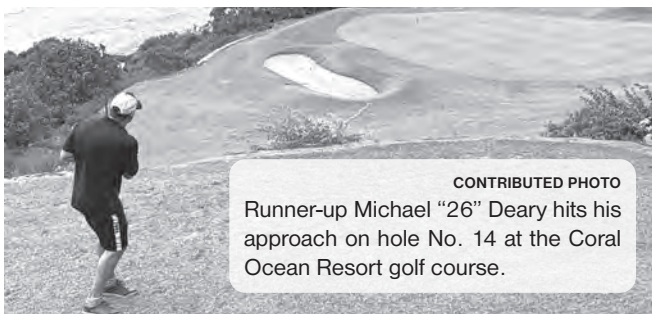 CONTRIBUTED PHOTO
Runner-up Michael “26” Deary hits his
approach on hole No. 14 at the Coral
Ocean Resort golf course.